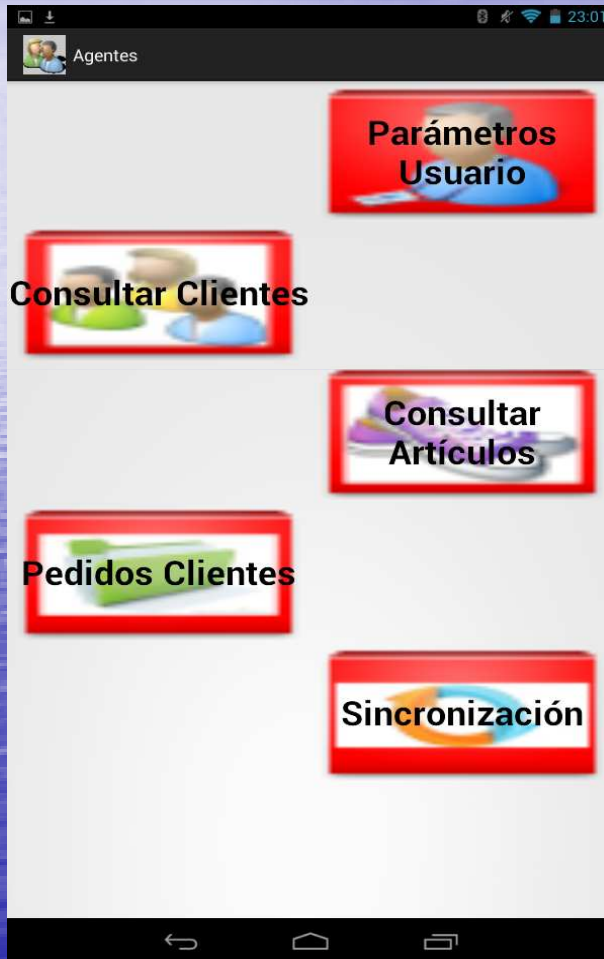 23:01
Agentes
Parámetros
Usuario
Consultar Clientes
Consultar
Artículos
Pedidos Clientes
Sincronización